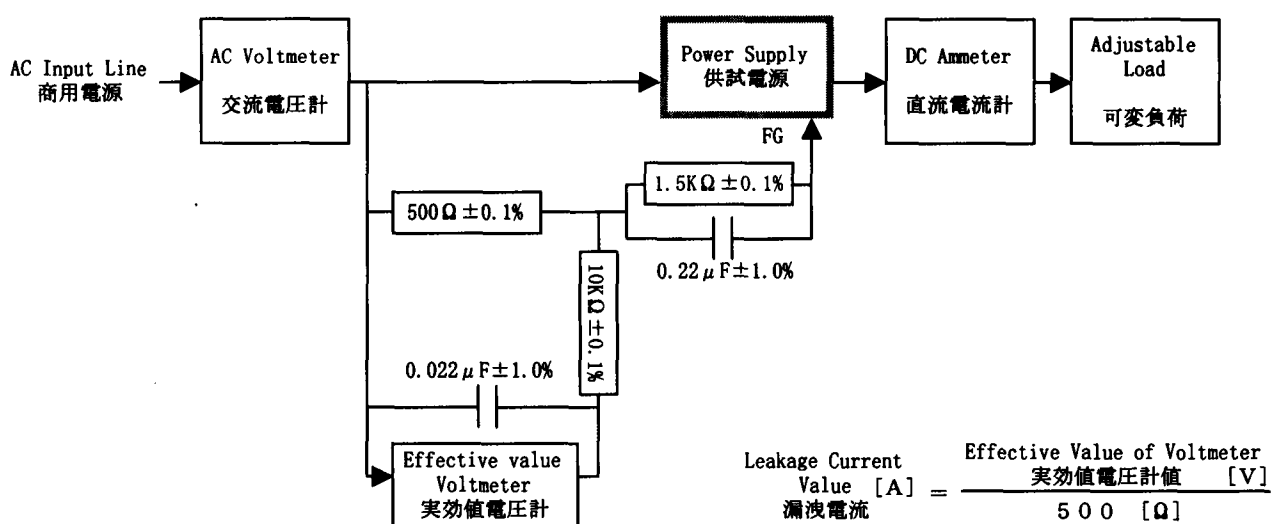 AC Input Line
商用電源
AC Voltmeter
交流電圧計
Power Supply
供試電源
DC Ammeter
直流電流計
Adjustable
Load
可変負荷
FG
500Ω±0.1%
1.5KΩ±0.1%
0.22μF±1.0%
10KΩ±0.1%
0.022μF±1.0%
Effective value
Voltmeter
実効値電圧計
Leakage Current
Value [A]
漏洩電流
=
Effective Value of Voltmeter
実効値電圧計値 [V]
500 [Ω]